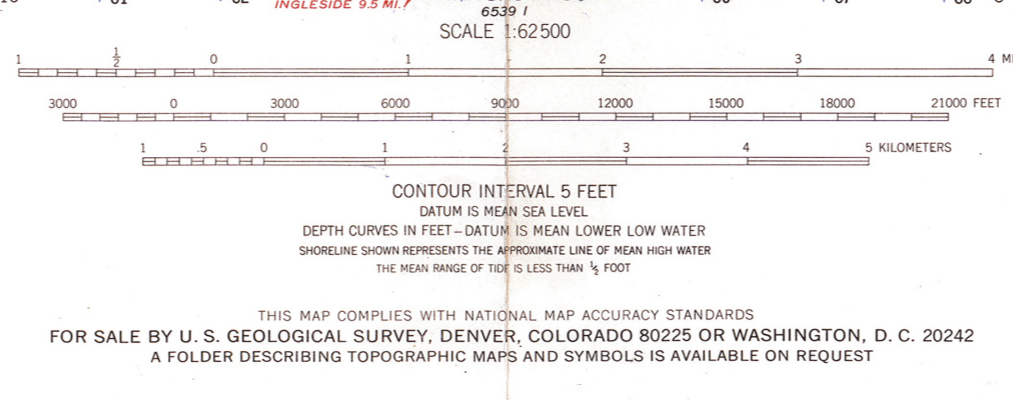 INGLESIDE 9.5 MI.
6539 I
SCALE 1:62500
1 ½ 0 1 2 3 4
3000 0 3000 6000 9000 12000 15000 18000 21000 FEET
1 .5 0 1 2 3 4 5 KILOMETERS
CONTOUR INTERVAL 5 FEET
DATUM IS MEAN SEA LEVEL
DEPTH CURVES IN FEET—DATUM IS MEAN LOWER LOW WATER
SHORELINE SHOWN REPRESENTS THE APPROXIMATE LINE OF MEAN HIGH WATER
THE MEAN RANGE OF TIDE IS LESS THAN ½ FOOT
THIS MAP COMPLIES WITH NATIONAL MAP ACCURACY STANDARDS
FOR SALE BY U. S. GEOLOGICAL SURVEY, DENVER, COLORADO 80225 OR WASHINGTON, D. C. 20242
A FOLDER DESCRIBING TOPOGRAPHIC MAPS AND SYMBOLS IS AVAILABLE ON REQUEST